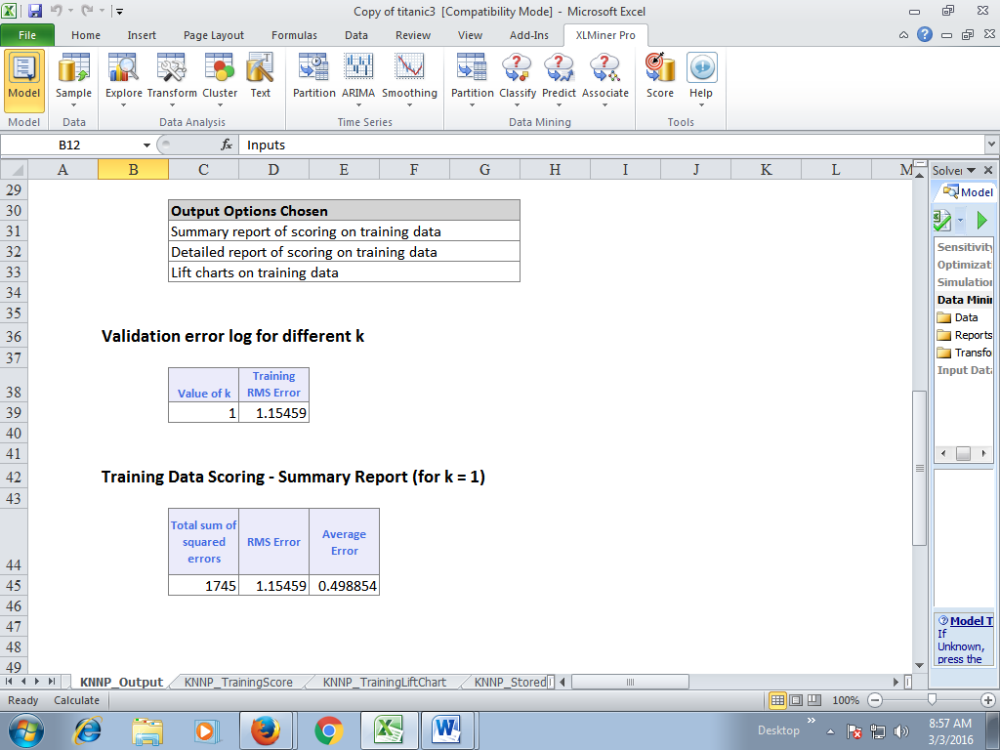 Copy of titanic3 [Compatibility Mode] - Microsoft Excel
File Home Insert Page Layout Formulas Data Review View Add-Ins XLMiner Pro
Model Sample Explore Transform Cluster Text Partition ARIMA Smoothing Partition Classify Predict Associate Score Help
Model Data Data Analysis Time Series Data Mining Tools
B12 fx Inputs
A B C D E F G H I J K L M
Solver
Model
29
30 Output Options Chosen
31 Summary report of scoring on training data
32 Detailed report of scoring on training data
33 Lift charts on training data
34
35
36 Validation error log for different k
37
38 Value of k Training RMS Error
39 1 1.15459
40
41
42 Training Data Scoring - Summary Report (for k = 1)
43
44 Total sum of squared errors RMS Error Average Error
45 1745 1.15459 0.498854
46
47
48
49
Sensitivity
Optimizat
Simulation
Data Mini
Data
Reports
Transfo
Input Data
Model T
If
Unknown,
press the
KNNP_Output KNNP_TrainingScore KNNP_TrainingLiftChart KNNP_Stored
Ready Calculate 100%
Desktop
8:57 AM
3/3/2016